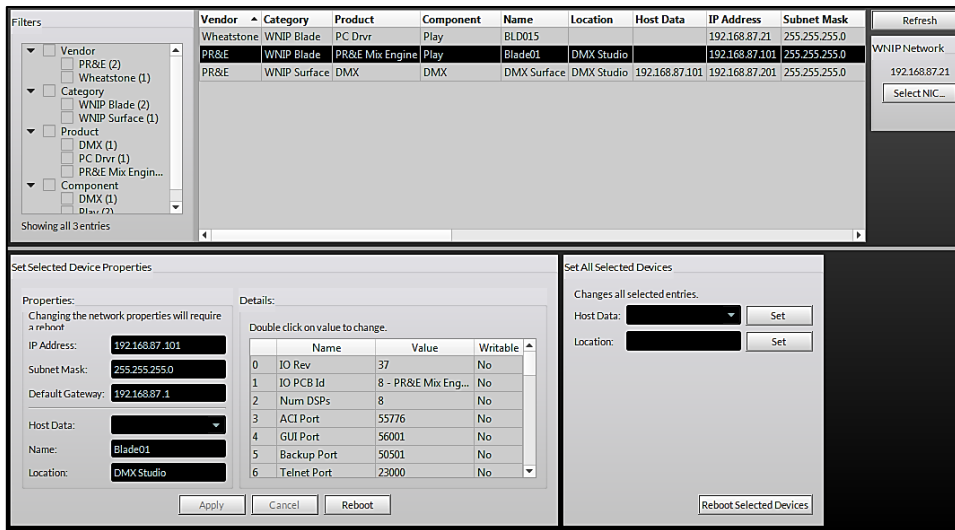 Filters
Vendor
PR&E (2)
Wheatstone (1)
Category
WNIP Blade (2)
WNIP Surface (1)
Product
DMX (1)
PC Drvr (1)
PR&E Mix Engin...
Component
DMX (1)
Play (2)
Showing all 3 entries
Vendor Category Product Component Name Location Host Data IP Address Subnet Mask
Wheatstone WNIP Blade PC Drvr Play BLD015 192.168.87.21 255.255.255.0
PR&E WNIP Blade PR&E Mix Engine Play Blade01 DMX Studio 192.168.87.101 255.255.255.0
PR&E WNIP Surface DMX DMX DMX Surface DMX Studio 192.168.87.101 192.168.87.201 255.255.255.0
Refresh
WNIP Network
192.168.87.21
Select NIC...
Set Selected Device Properties
Properties:
Changing the network properties will require
a reboot
IP Address: 192.168.87.101
Subnet Mask: 255.255.255.0
Default Gateway: 192.168.87.1
Host Data:
Name: Blade01
Location: DMX Studio
Details:
Double click on value to change.
Name Value Writable
0 IO Rev 37 No
1 IO PCB Id 8 - PR&E Mix Eng... No
2 Num DSPs 8 No
3 ACI Port 55776 No
4 GUI Port 56001 No
5 Backup Port 50501 No
6 Telnet Port 23000 No
Apply Cancel Reboot
Set All Selected Devices
Changes all selected entries.
Host Data: Set
Location: Set
Reboot Selected Devices